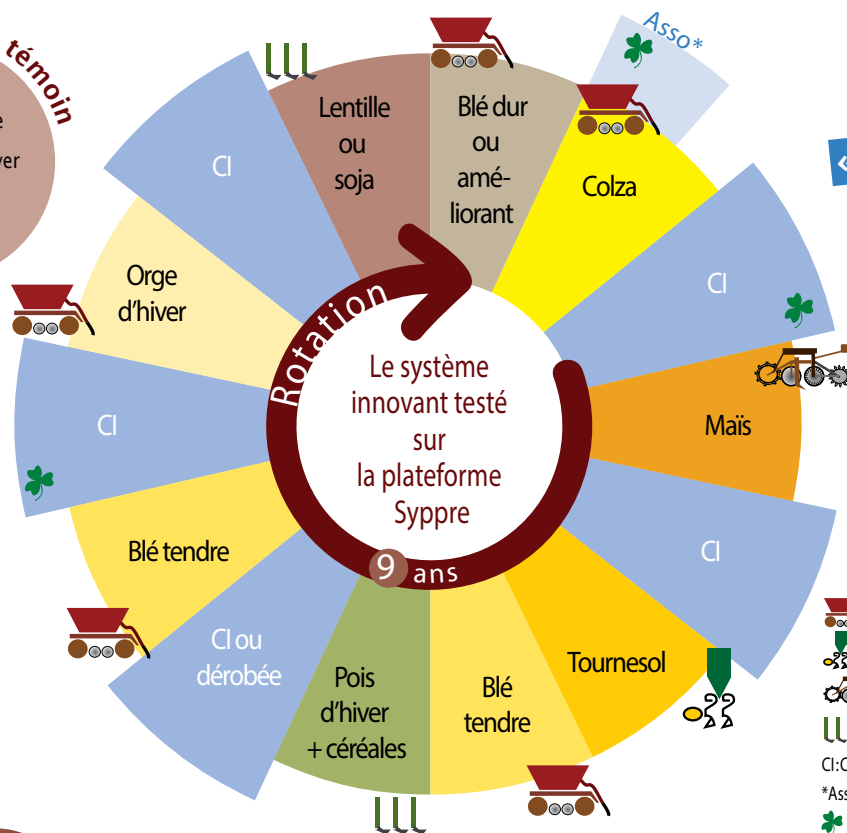 témoin
Asso*
Lentille
ou
soja
Blé dur
ou
amé-
liorant
Colza
CI
Maïs
CI
Tournesol
Blé
tendre
Pois
d'hiver
+ céréales
CI ou
dérobée
Blé tendre
CI
Orge
d'hiver
CI
Rotation
9 ans
Le système
innovant testé
sur
la plateforme
Syppre
«
CI:C
*Ass